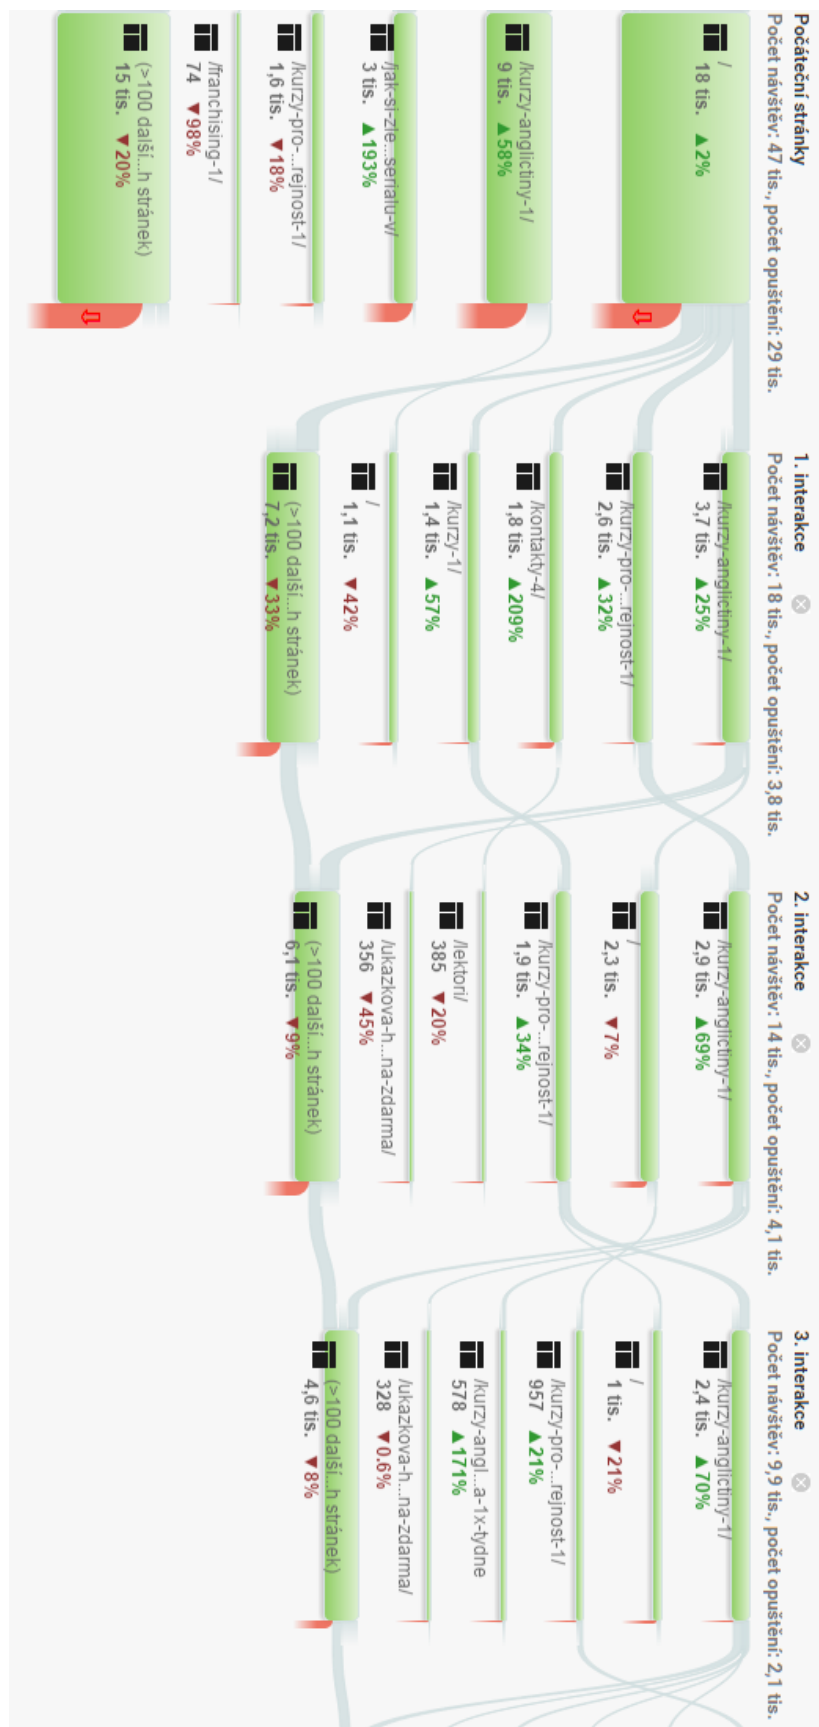 Počáteční stránky
Počet návštěv: 47 tis., počet opuštění: 29 tis.
/
18 tis. ▲2%
/kurzy-anglictiny-1/
9 tis. ▲58%
/jak-si-zle...serialu-v/
3 tis. ▲193%
/kurzy-pro-...rejnost-1/
1,6 tis. ▼18%
/franchising-1/
74 ▼98%
(>100 další...h stránek)
15 tis. ▼20%
1. interakce
Počet návštěv: 18 tis., počet opuštění: 3,8 tis.
/kurzy-anglictiny-1/
3,7 tis. ▲25%
/kurzy-pro-...rejnost-1/
2,6 tis. ▲32%
/kontakty-4/
1,8 tis. ▲209%
/kurzy-1/
1,4 tis. ▲57%
/
1,1 tis. ▼42%
(>100 další...h stránek)
7,2 tis. ▼33%
2. interakce
Počet návštěv: 14 tis., počet opuštění: 4,1 tis.
/kurzy-anglictiny-1/
2,9 tis. ▲69%
/
2,3 tis. ▼7%
/kurzy-pro-...rejnost-1/
1,9 tis. ▲34%
/lektori/
385 ▼20%
/ukazkova-h...na-zdarma/
356 ▼45%
(>100 další...h stránek)
6,1 tis. ▼9%
3. interakce
Počet návštěv: 9,9 tis., počet opuštění: 2,1 tis.
/kurzy-anglictiny-1/
2,4 tis. ▲70%
/
1 tis. ▼21%
/kurzy-pro-...rejnost-1/
957 ▲21%
/kurzy-angl...a-1x-tydne
578 ▲171%
/ukazkova-h...na-zdarma/
328 ▼0.6%
(>100 další...h stránek)
4,6 tis. ▼8%